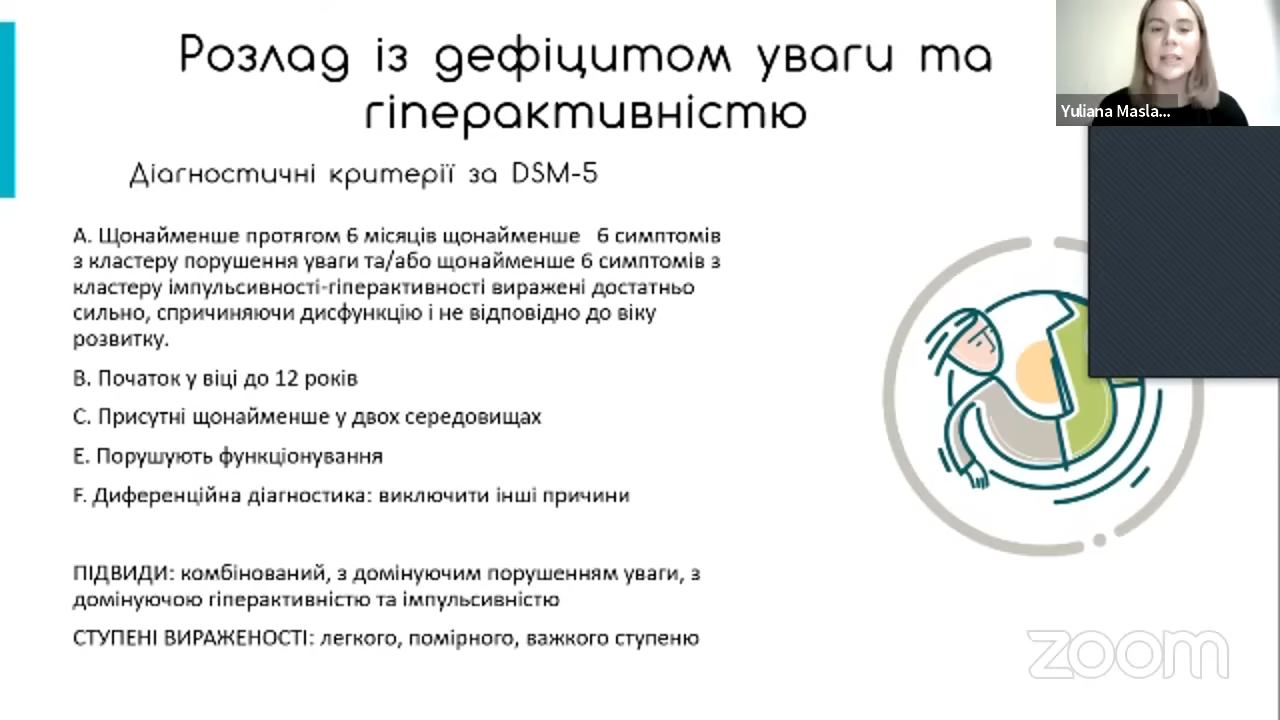 Розлад із дефіцитом уваги та
гіперактивністю
Yuliana Masla...
Діагностичні критерії за DSM-5
A. Щонайменше протягом 6 місяців щонайменше 6 симптомів
з кластеру порушення уваги та/або щонайменше 6 симптомів з
кластеру імпульсивності-гіперактивності виражені достатньо
сильно, спричиняючи дисфункцію і не відповідно до віку
розвитку.
B. Початок у віці до 12 років
C. Присутні щонайменше у двох середовищах
E. Порушують функціонування
F. Диференційна діагностика: виключити інші причини
ПІДВИДИ: комбінований, з домінуючим порушенням уваги, з
домінуючою гіперактивністю та імпульсивністю
СТУПЕНІ ВИРАЖЕНОСТІ: легкого, помірного, важкого ступеню
zoom